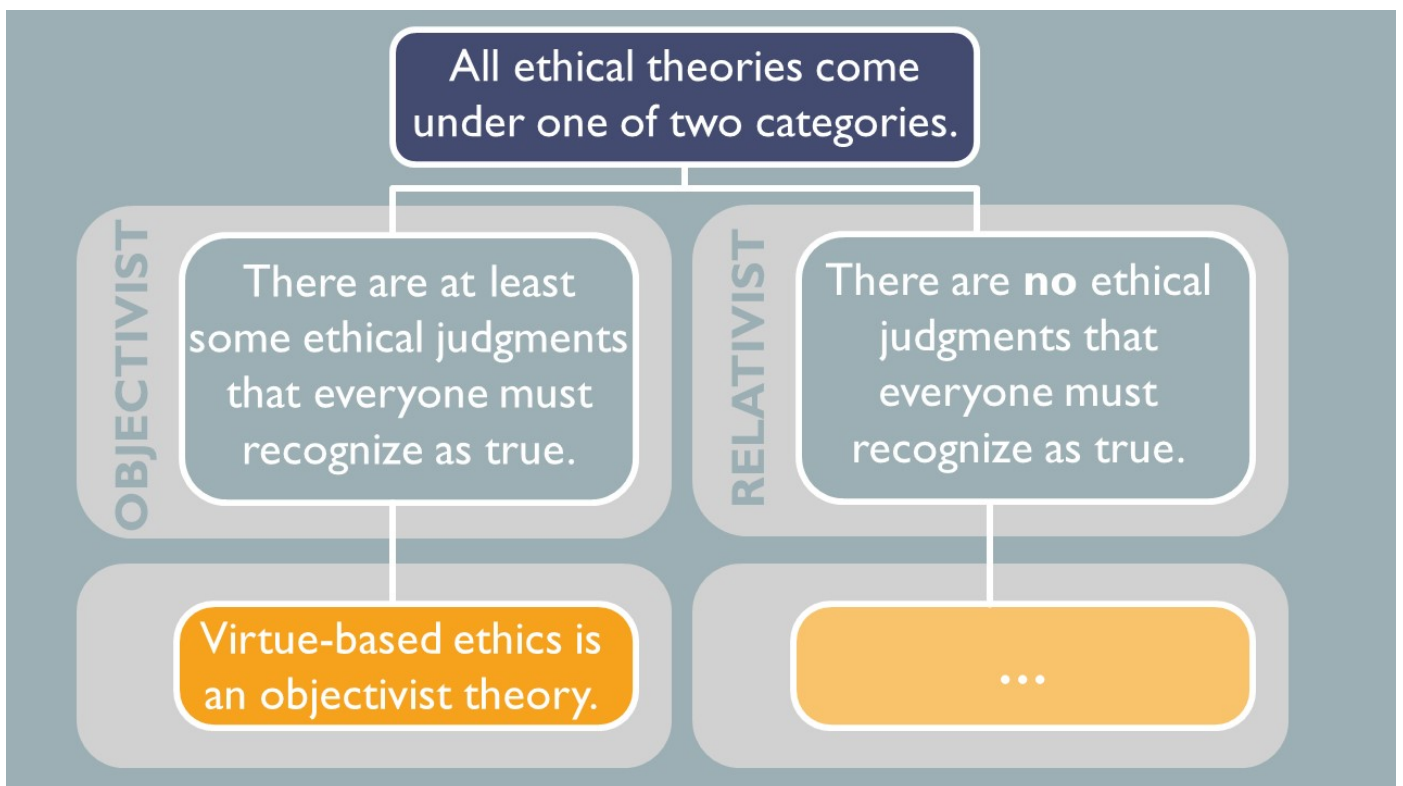 All ethical theories come
under one of two categories.
OBJECTIVIST
There are at least
some ethical judgments
that everyone must
recognize as true.
RELATIVIST
There are no ethical
judgments that
everyone must
recognize as true.
Virtue-based ethics is
an objectivist theory.
...